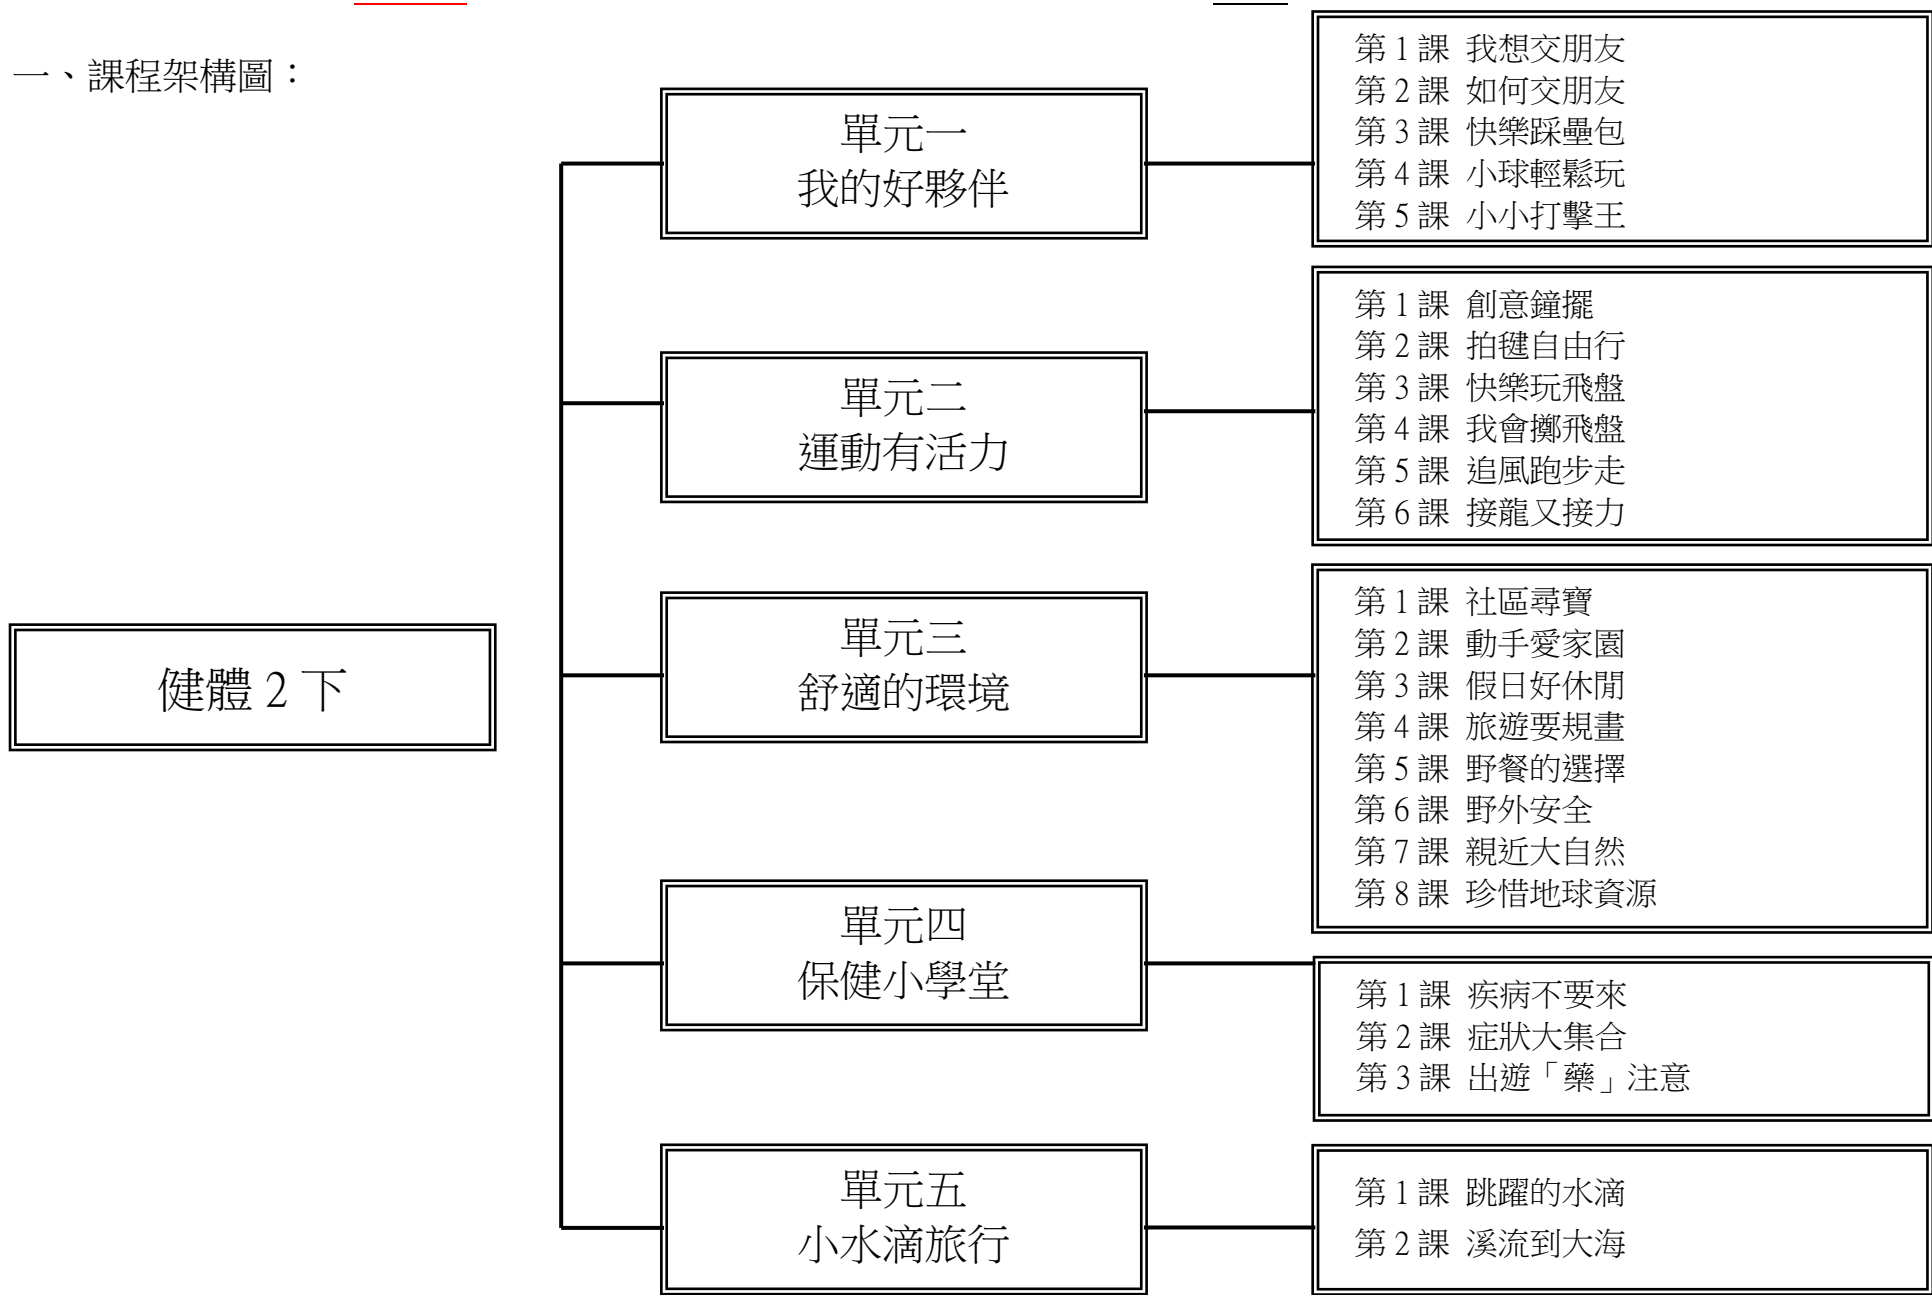 一、課程架構圖：
健體2下
單元一
我的好夥伴
第1課 我想交朋友
第2課 如何交朋友
第3課 快樂踩壘包
第4課 小球輕鬆玩
第5課 小小打擊王
單元二
運動有活力
第1課 創意鐘擺
第2課 拍毽自由行
第3課 快樂玩飛盤
第4課 我會擲飛盤
第5課 追風跑步走
第6課 接龍又接力
單元三
舒適的環境
第1課 社區尋寶
第2課 動手愛家園
第3課 假日好休閒
第4課 旅遊要規畫
第5課 野餐的選擇
第6課 野外安全
第7課 親近大自然
第8課 珍惜地球資源
單元四
保健小學堂
第1課 疾病不要來
第2課 症狀大集合
第3課 出遊「藥」注意
單元五
小水滴旅行
第1課 跳躍的水滴
第2課 溪流到大海